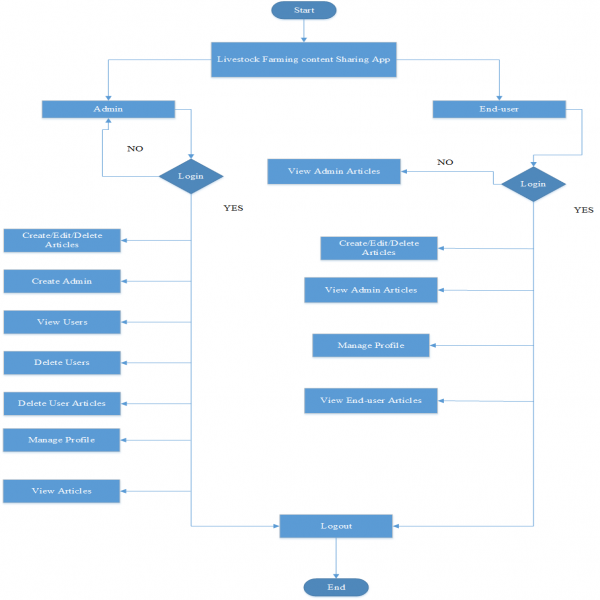 Start
Livestock Farming content Sharing App
Admin
End-user
NO
Login
YES
View Admin Articles
NO
Login
YES
Create/Edit/Delete
Articles
Create Admin
View Users
Delete Users
Delete User Articles
Manage Profile
View Articles
Create/Edit/Delete
Articles
View Admin Articles
Manage Profile
View End-user Articles
Logout
End